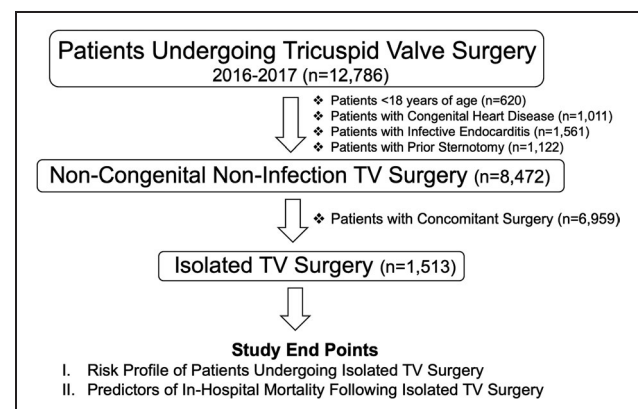 Patients Undergoing Tricuspid Valve Surgery
2016-2017 (n=12,786)
❖ Patients <18 years of age (n=620)
❖ Patients with Congenital Heart Disease (n=1,011)
❖ Patients with Infective Endocarditis (n=1,561)
❖ Patients with Prior Sternotomy (n=1,122)
Non-Congenital Non-Infection TV Surgery (n=8,472)
❖ Patients with Concomitant Surgery (n=6,959)
Isolated TV Surgery (n=1,513)
Study End Points
I. Risk Profile of Patients Undergoing Isolated TV Surgery
II. Predictors of In-Hospital Mortality Following Isolated TV Surgery